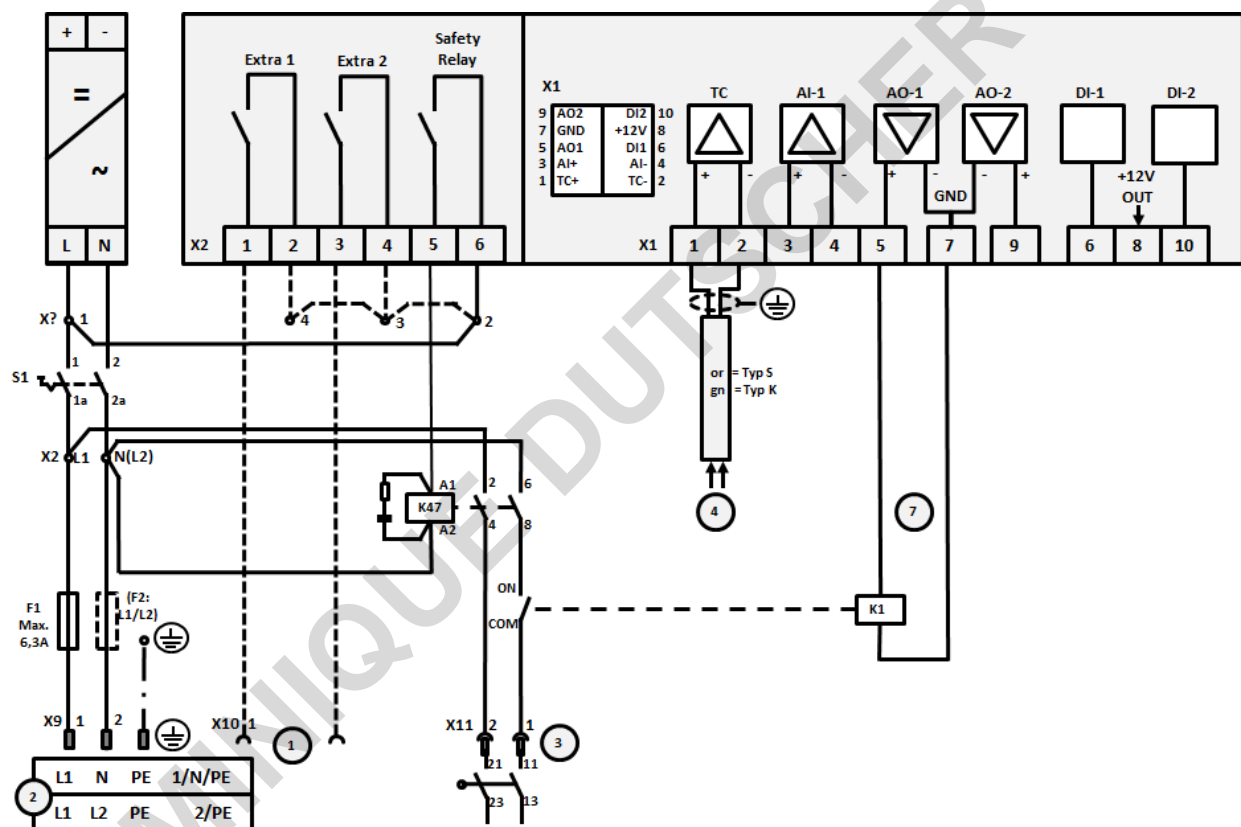 + -
=
~
L N
Extra 1 Extra 2 Safety Relay
X2 1 2 3 4 5 6
X1
9 AO2 DI2 10
7 GND +12V 8
5 AO1 DI1 6
3 AI+ AI- 4
1 TC+ TC- 2
TC AI-1 AO-1 AO-2 DI-1 DI-2
+ - + - + - - +
GND
+12V
OUT
X1 1 2 3 4 5 7 9 6 8 10
X? 1
4 3 2
1 2
S1
1a 2a
or = Typ S
gn = Typ K
X2 L1 N(L2)
A1
K47
A2
2 6
4 8
4
7
F1
Max.
6,3A
(F2:
L1/L2)
ON
COM
K1
X9 1 2
X10 1
1
X11 2 1
3
21 11
23 13
2
L1 N PE 1/N/PE
L1 L2 PE 2/PE
MINIQUE DUTSCHER